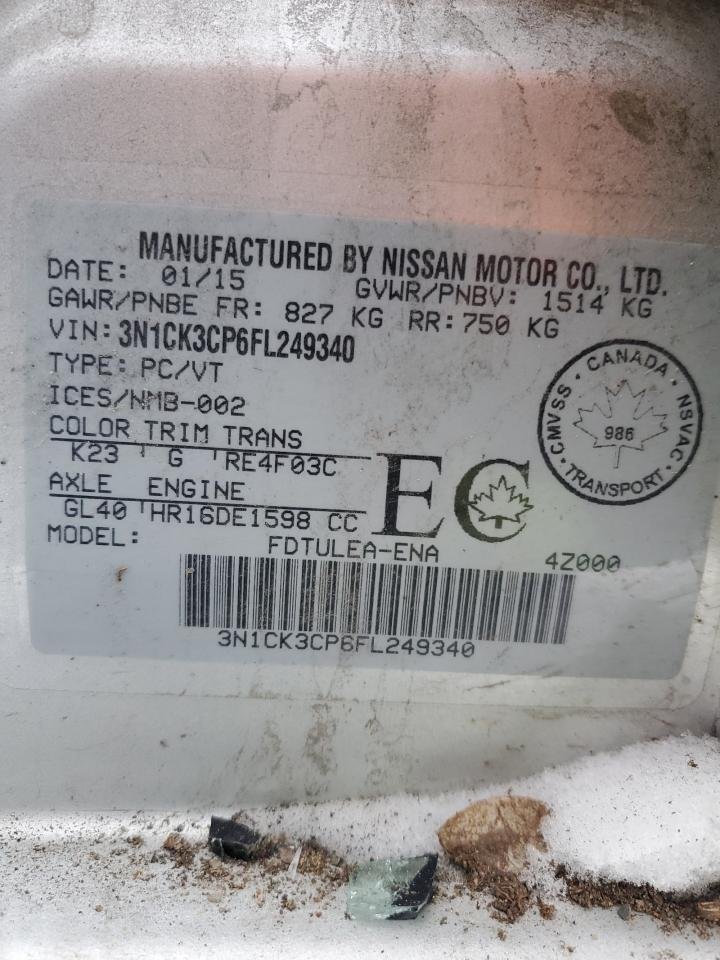 MANUFACTURED BY NISSAN MOTOR CO., LTD.
DATE: 01/15 GVWR/PNBV: 1514 KG
GAWR/PNBE FR: 827 KG RR: 750 KG
VIN: 3N1CK3CP6FL249340
TYPE: PC/VT
ICES/NMB-002
COLOR TRIM TRANS
K23 G RE4F03C
AXLE ENGINE
GL40 HR16DE1598 CC
EC
CMVSS • CANADA • NSVAC • TRANSPORT •
986
MODEL: FDTULEA-ENA 4Z000
3N1CK3CP6FL249340